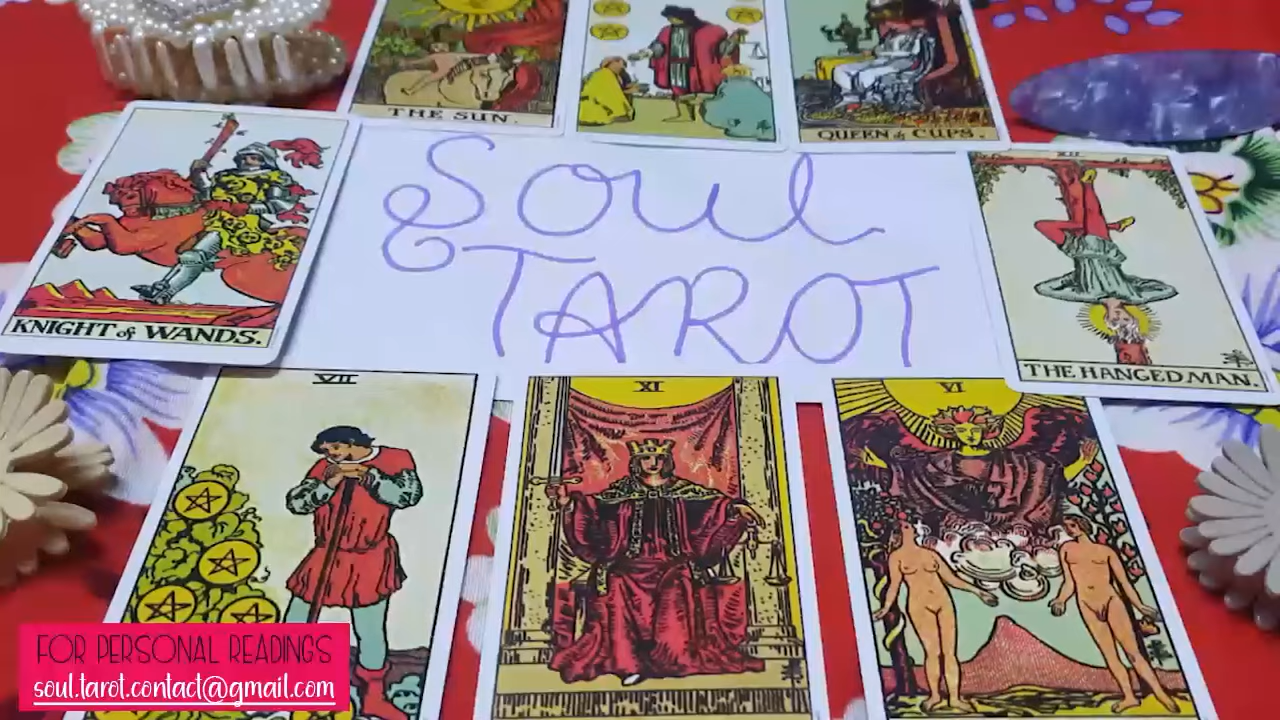 THE SUN.
QUEEN of CUPS.
Soul
TAROT
KNIGHT of WANDS.
XII
THE HANGED MAN.
VII
XI
VI
FOR PERSONAL READINGS
soul.tarot.contact@gmail.com